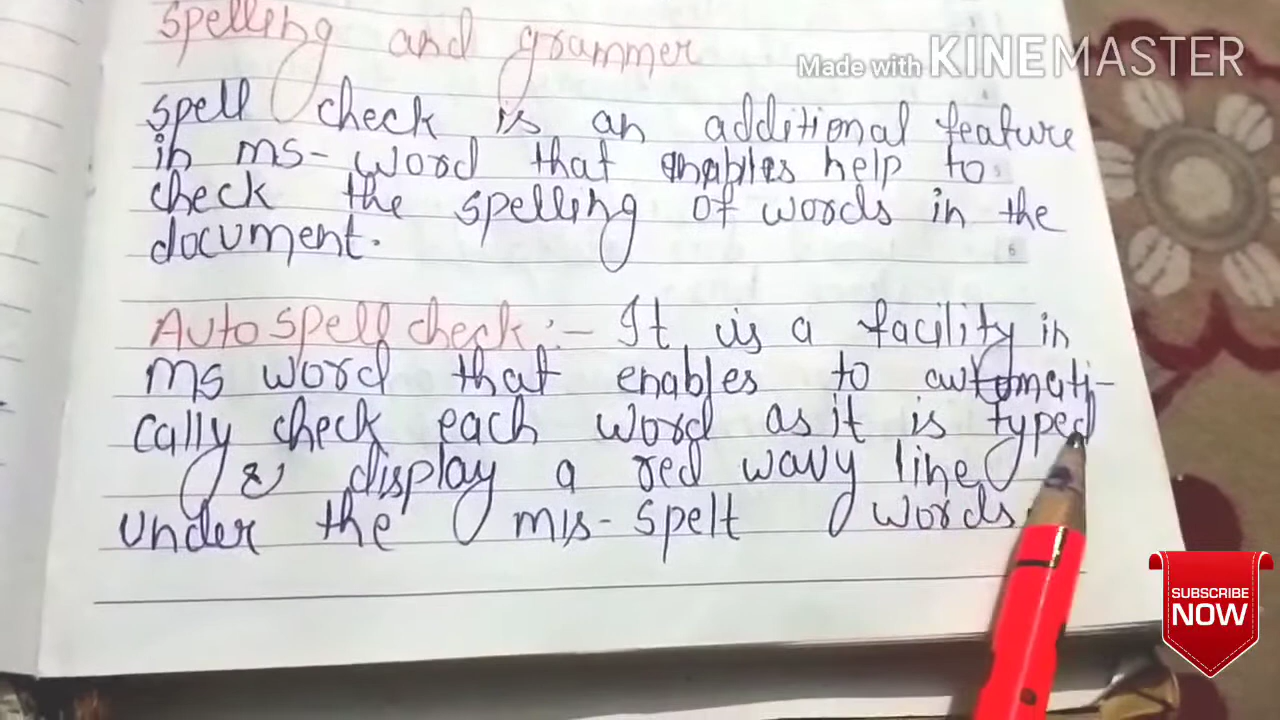 Spelling and grammer
Made with KINEMASTER
Spell check is an additional feature
in ms-word that enables help to
check the spelling of words in the
document.
6
Auto spell check :- It is a facility in
ms word that enables to automati-
cally check each word as it is typed
& display a red wavy line
under the mis-spelt words.
SUBSCRIBE
NOW